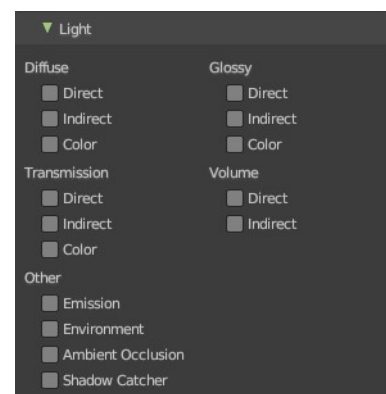 Light
Diffuse Glossy
Direct Direct
Indirect Indirect
Color Color
Transmission Volume
Direct Direct
Indirect Indirect
Color
Other
Emission
Environment
Ambient Occlusion
Shadow Catcher